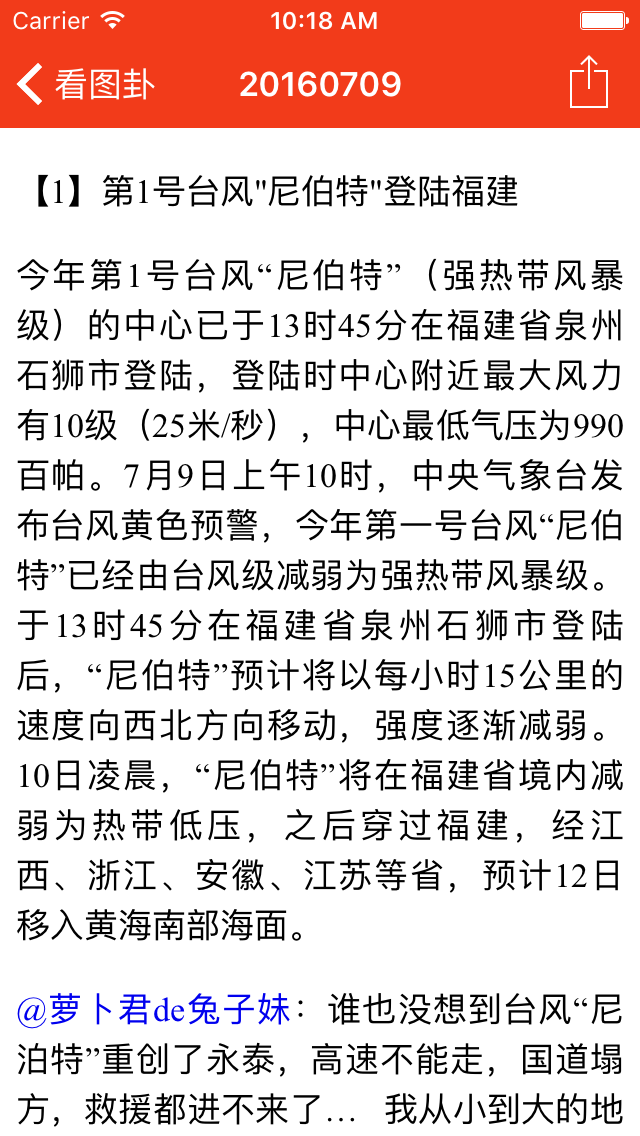 Carrier 10:18 AM
看图卦 20160709
【1】第1号台风"尼伯特"登陆福建
今年第1号台风“尼伯特”（强热带风暴
级）的中心已于13时45分在福建省泉州
石狮市登陆，登陆时中心附近最大风力
有10级（25米/秒），中心最低气压为990
百帕。7月9日上午10时，中央气象台发
布台风黄色预警，今年第一号台风“尼伯
特”已经由台风级减弱为强热带风暴级。
于13时45分在福建省泉州石狮市登陆
后，“尼伯特”预计将以每小时15公里的
速度向西北方向移动，强度逐渐减弱。
10日凌晨，“尼伯特”将在福建省境内减
弱为热带低压，之后穿过福建，经江
西、浙江、安徽、江苏等省，预计12日
移入黄海南部海面。
@萝卜君de兔子妹：谁也没想到台风“尼
泊特”重创了永泰，高速不能走，国道塌
方，救援都进不来了... 我从小到大的地